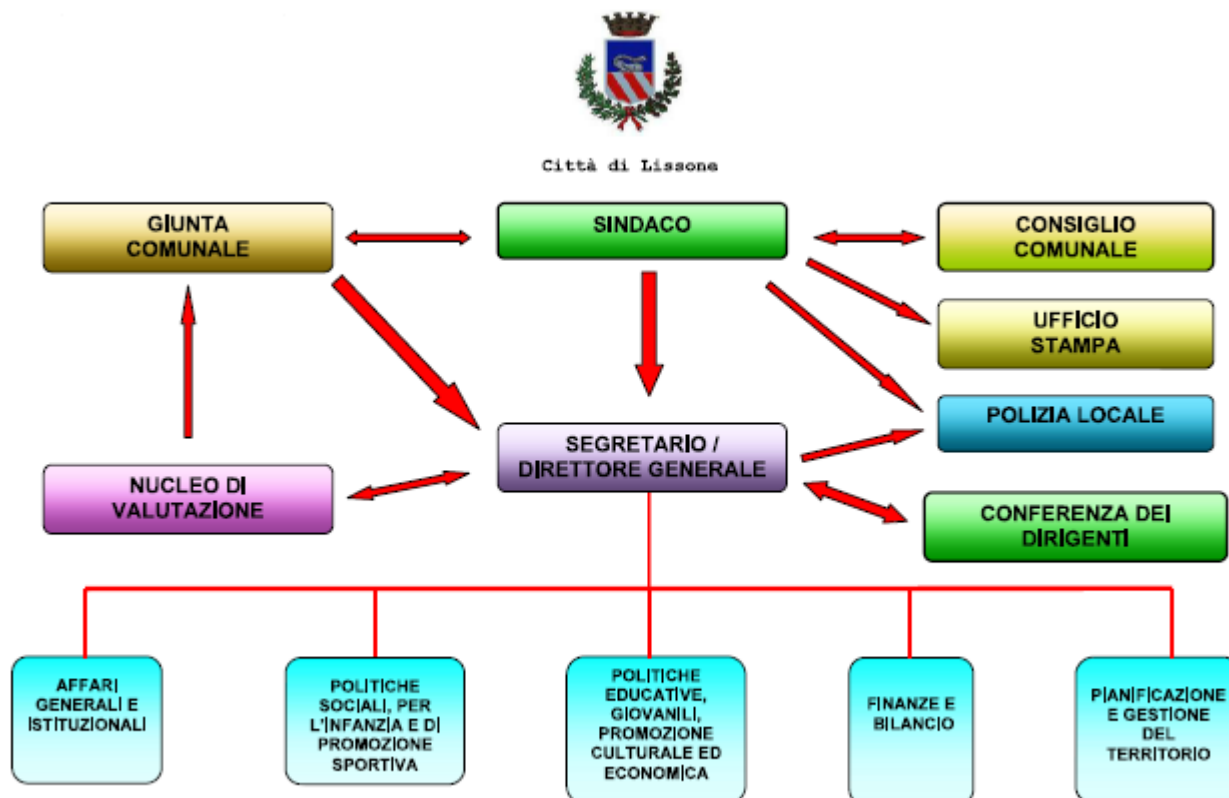 Città di Lissone
GIUNTA
COMUNALE
SINDACO
CONSIGLIO
COMUNALE
UFFICIO
STAMPA
POLIZIA LOCALE
SEGRETARIO /
DIRETTORE GENERALE
NUCLEO DI
VALUTAZIONE
CONFERENZA DEI
DIRIGENTI
AFFARI
GENERALI E
ISTITUZIONALI
POLITICHE
SOCIALI, PER
L'INFANZIA E DI
PROMOZIONE
SPORTIVA
POLITICHE
EDUCATIVE,
GIOVANILI,
PROMOZIONE
CULTURALE ED
ECONOMICA
FINANZE E
BILANCIO
PIANIFICAZIONE
E GESTIONE
DEL
TERRITORIO